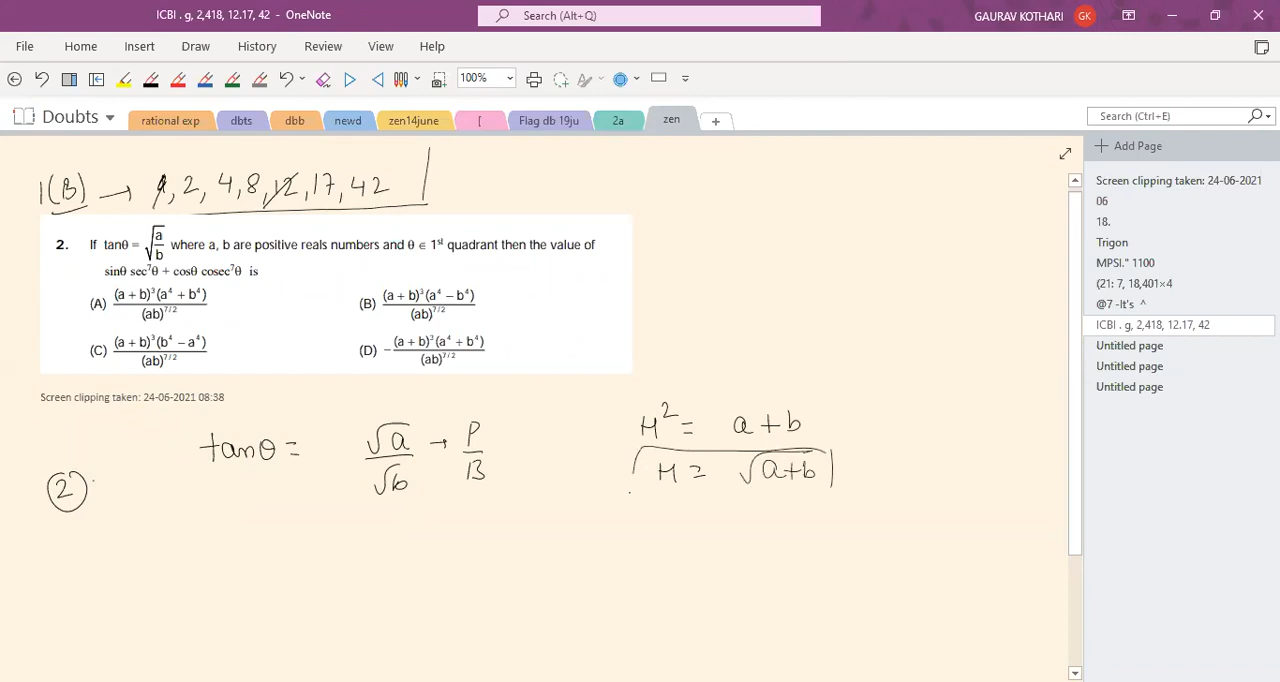 ICBI . g, 2,418, 12.17, 42 - OneNote
Search (Alt+Q)
GAURAV KOTHARI GK
File Home Insert Draw History Review View Help
100%
Doubts rational exp dbts dbb newd zen14june [ Flag db 19ju 2a zen
Search (Ctrl+E)
Add Page
Screen clipping taken: 24-06-2021
06
18.
Trigon
MPSI." 1100
(21: 7, 18,401×4
@7 -It's ^
ICBI . g, 2,418, 12.17, 42
Untitled page
Untitled page
Untitled page
1(B) → 1, 2, 4, 8, 12, 17, 42
2. If tanθ = √(a/b) where a, b are positive reals numbers and θ ∈ 1ˢᵗ quadrant then the value of
sinθ sec⁷θ + cosθ cosec⁷θ is
(A) (a + b)³(a⁴ + b⁴)/(ab)^7/2 (B) (a + b)³(a⁴ − b⁴)/(ab)^7/2
(C) (a + b)³(b⁴ − a⁴)/(ab)^7/2 (D) −(a + b)³(a⁴ + b⁴)/(ab)^7/2
Screen clipping taken: 24-06-2021 08:38
tanθ = √a/√b → P/B
H² = a+b
H = √a+b
2